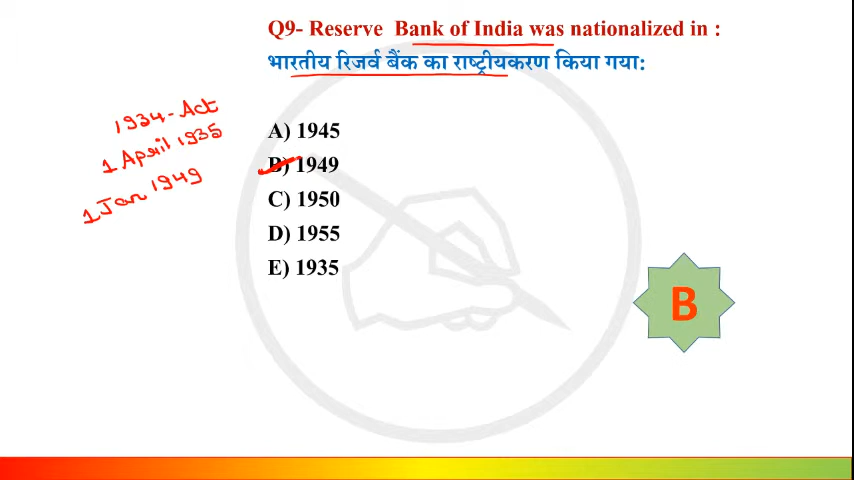 Q9- Reserve Bank of India was nationalized in :
भारतीय रिजर्व बैंक का राष्ट्रीयकरण किया गया:
1934-Act
1 April 1935
1 Jan 1949
A) 1945
B) 1949
C) 1950
D) 1955
E) 1935
B